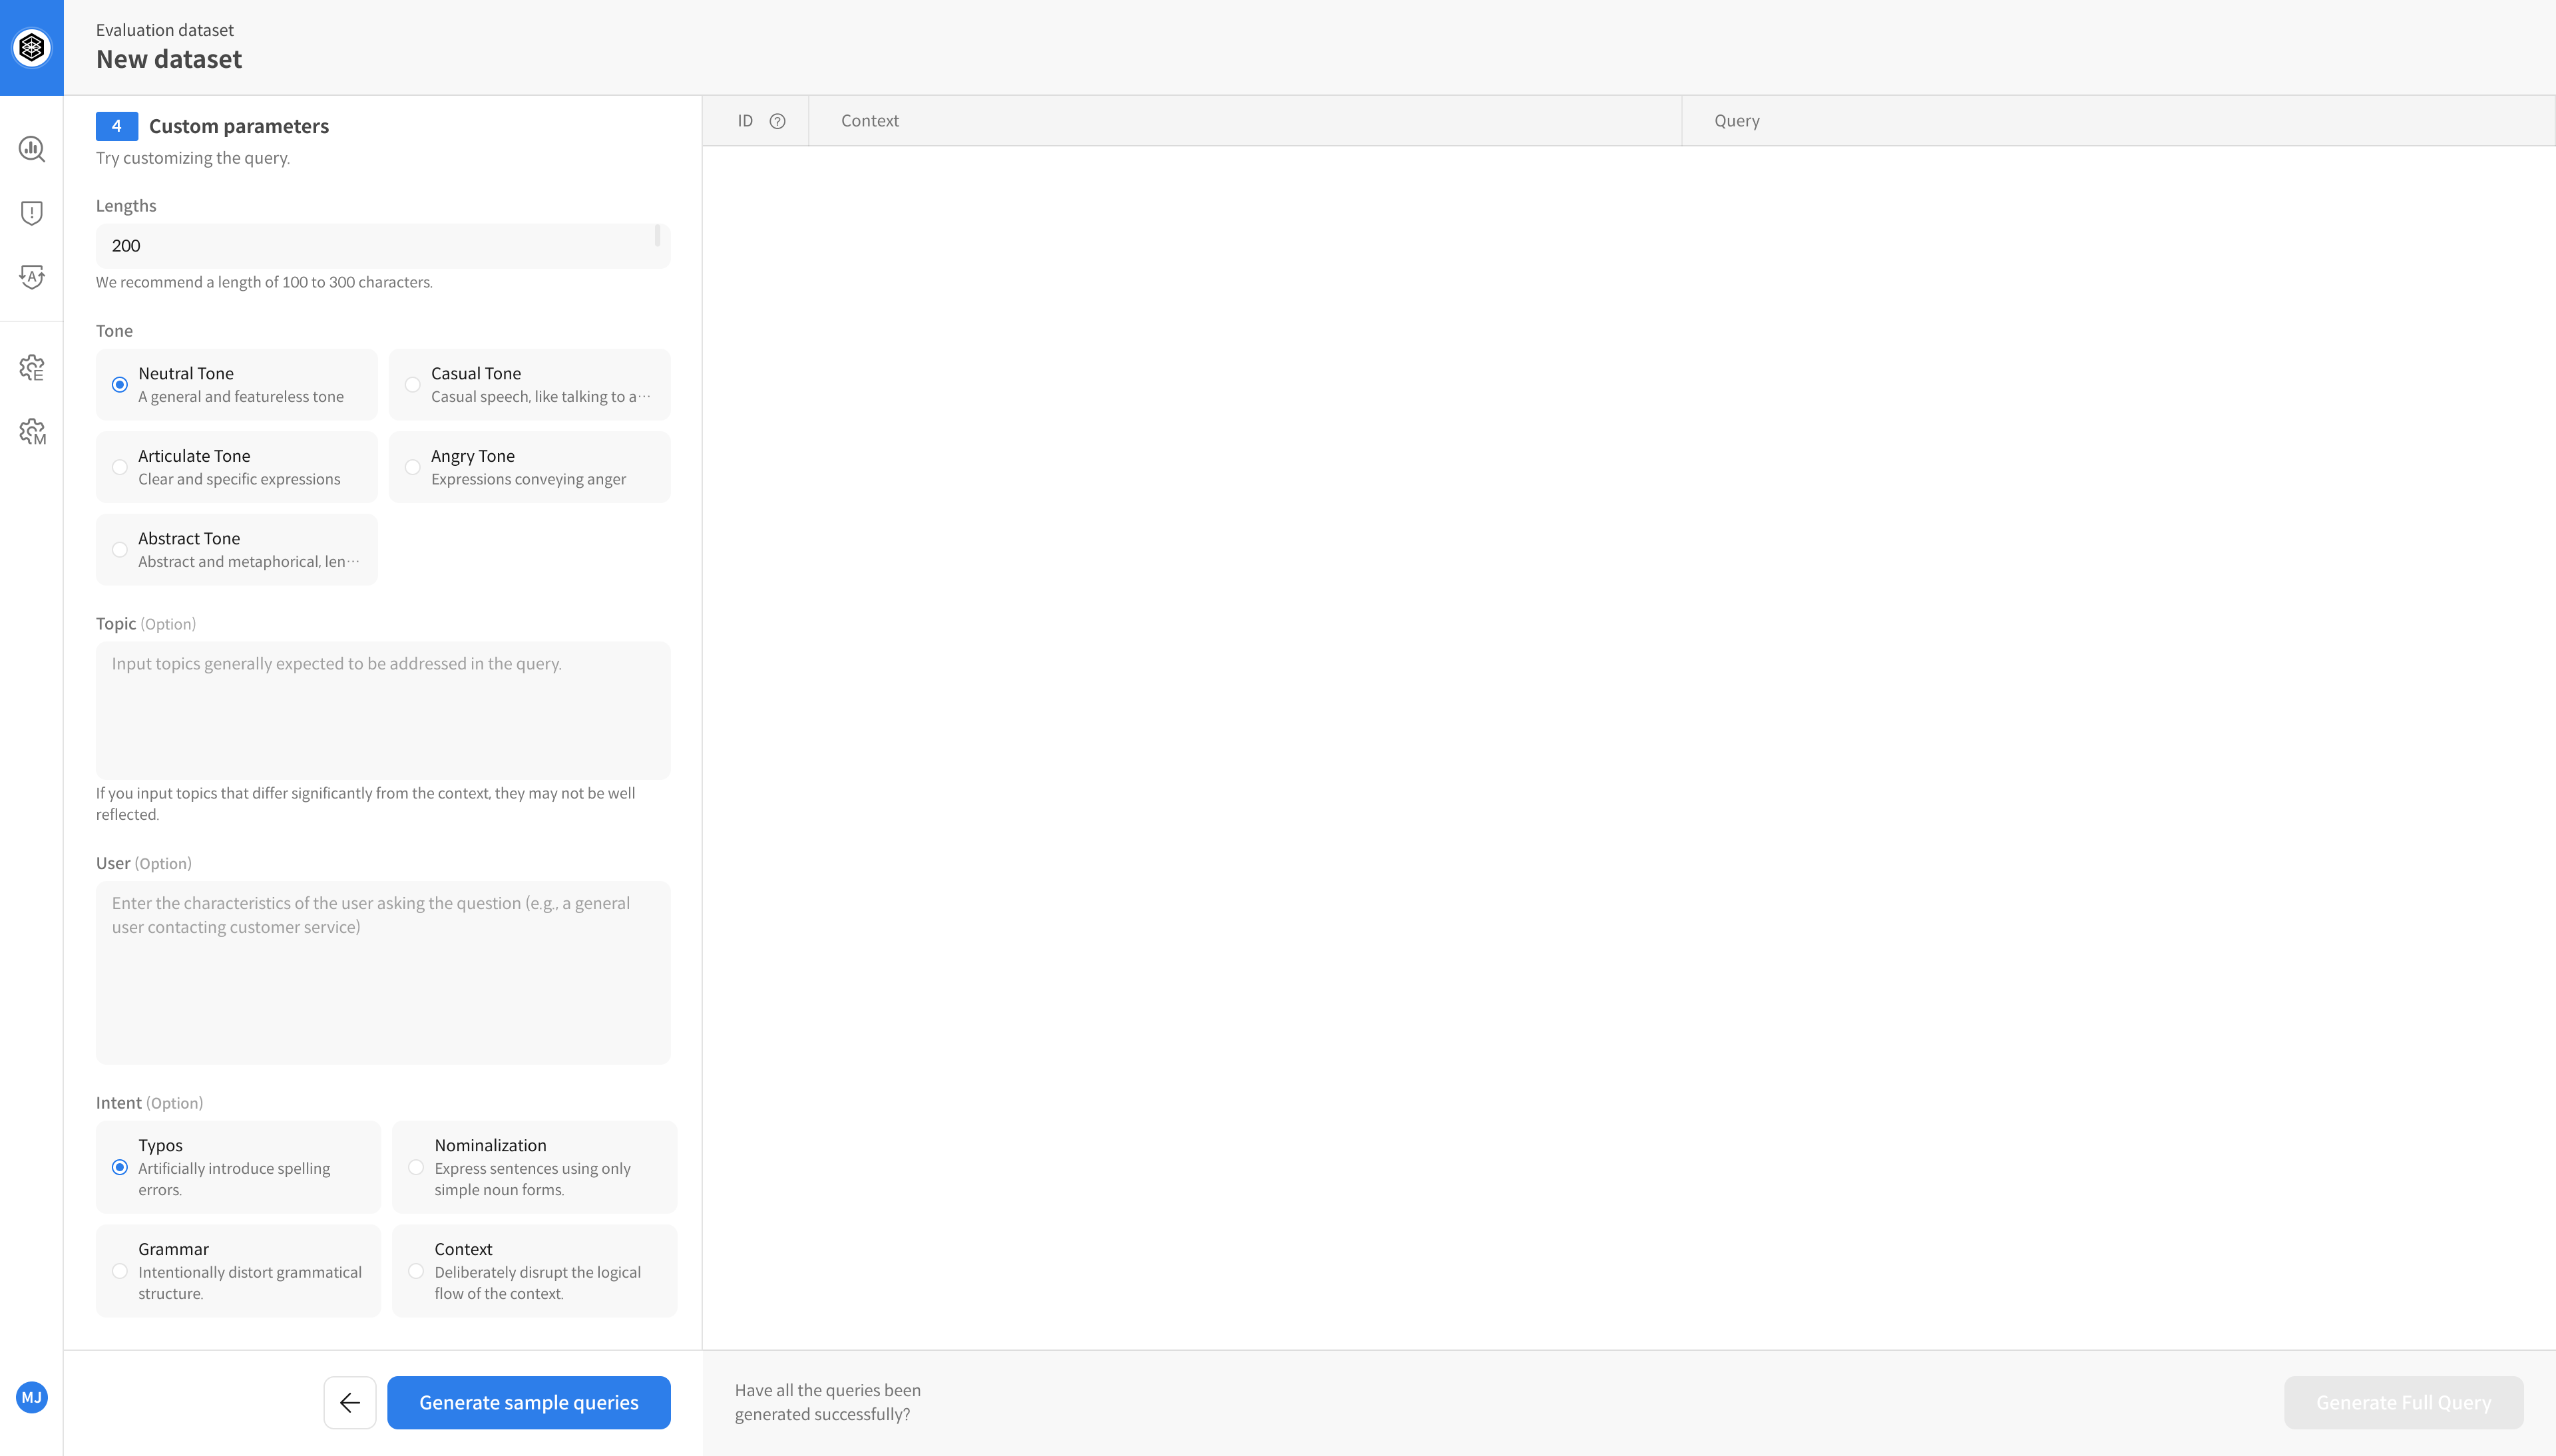 Evaluation dataset
New dataset
4 Custom parameters
Try customizing the query.
Lengths
200
We recommend a length of 100 to 300 characters.
Tone
Neutral Tone
A general and featureless tone
Casual Tone
Casual speech, like talking to a···
Articulate Tone
Clear and specific expressions
Angry Tone
Expressions conveying anger
Abstract Tone
Abstract and metaphorical, len···
Topic (Option)
Input topics generally expected to be addressed in the query.
If you input topics that differ significantly from the context, they may not be well
reflected.
User (Option)
Enter the characteristics of the user asking the question (e.g., a general
user contacting customer service)
Intent (Option)
Typos
Artificially introduce spelling
errors.
Nominalization
Express sentences using only
simple noun forms.
Grammar
Intentionally distort grammatical
structure.
Context
Deliberately disrupt the logical
flow of the context.
Generate sample queries
ID ?
Context
Query
Have all the queries been
generated successfully?
Generate Full Query
A
E
M
MJ